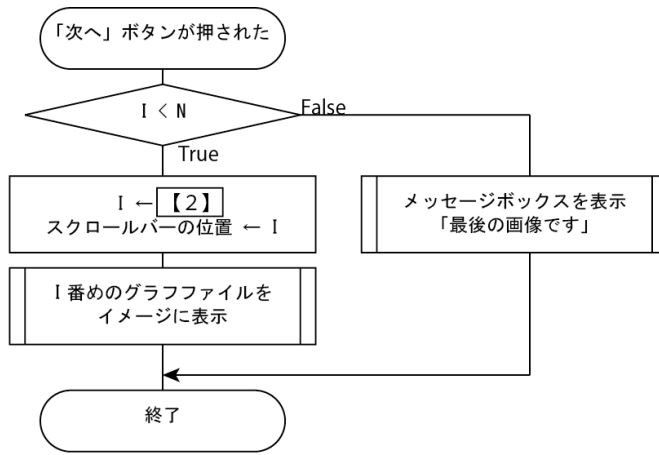 「次へ」ボタンが押された
I < N
False
True
I ← 【2】
スクロールバーの位置 ← I
メッセージボックスを表示
「最後の画像です」
I 番めのグラフファイルを
イメージに表示
終了